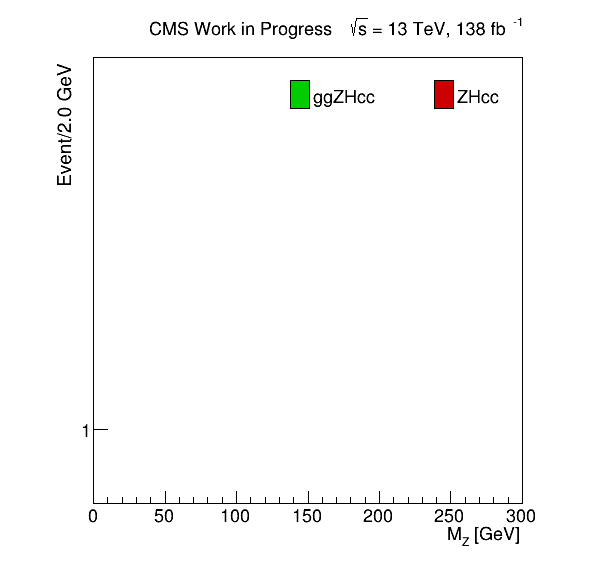 CMS Work in Progress √s = 13 TeV, 138 fb⁻¹
Event/2.0 GeV
ggZHcc ZHcc
1
0 50 100 150 200 250 300
M_Z [GeV]